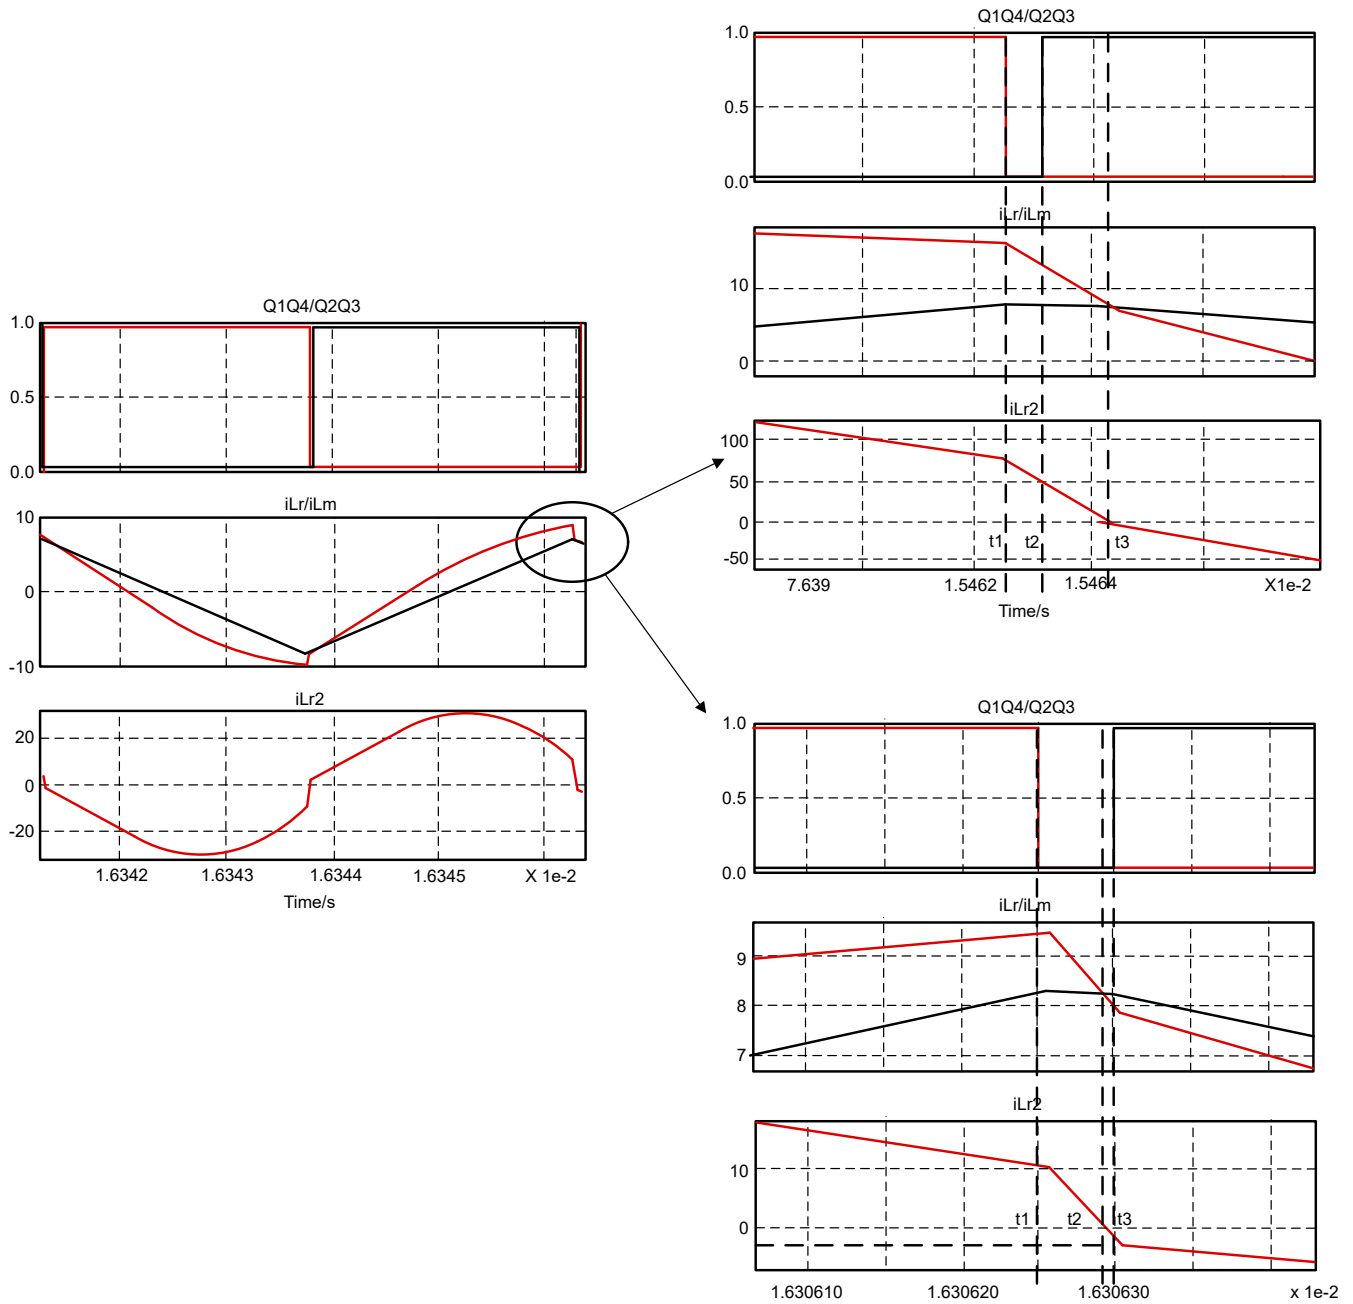 Q1Q4/Q2Q3
1.0
0.5
0.0
iLr/iLm
10
0
-10
iLr2
20
0
-20
1.6342
1.6343
1.6344
1.6345
X 1e-2
Time/s
Q1Q4/Q2Q3
1.0
0.5
0.0
iLr/iLm
10
0
iLr2
100
50
0
-50
t1
t2
t3
7.639
1.5462
1.5464
X1e-2
Time/s
Q1Q4/Q2Q3
1.0
0.5
0.0
iLr/iLm
9
8
7
iLr2
10
0
t1
t2
t3
1.630610
1.630620
1.630630
x 1e-2